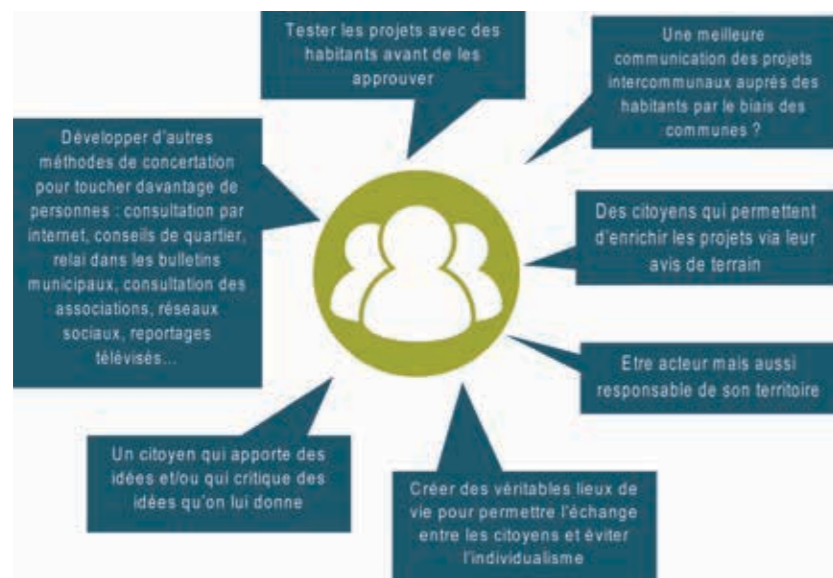 Tester les projets avec des
habitants avant de les
approuver
Une meilleure
communication des projets
intercommunaux auprès des
habitants par le biais des
communes ?
Développer d'autres
méthodes de concertation
pour toucher davantage de
personnes : consultation par
internet, conseils de quartier,
relai dans les bulletins
municipaux, consultation des
associations, réseaux
sociaux, reportages
télévisés...
Des citoyens qui permettent
d'enrichir les projets via leur
avis de terrain
Etre acteur mais aussi
responsable de son territoire
Un citoyen qui apporte des
idées et/ou qui critique des
idées qu'on lui donne
Créer des véritables lieux de
vie pour permettre l'échange
entre les citoyens et éviter
l'individualisme